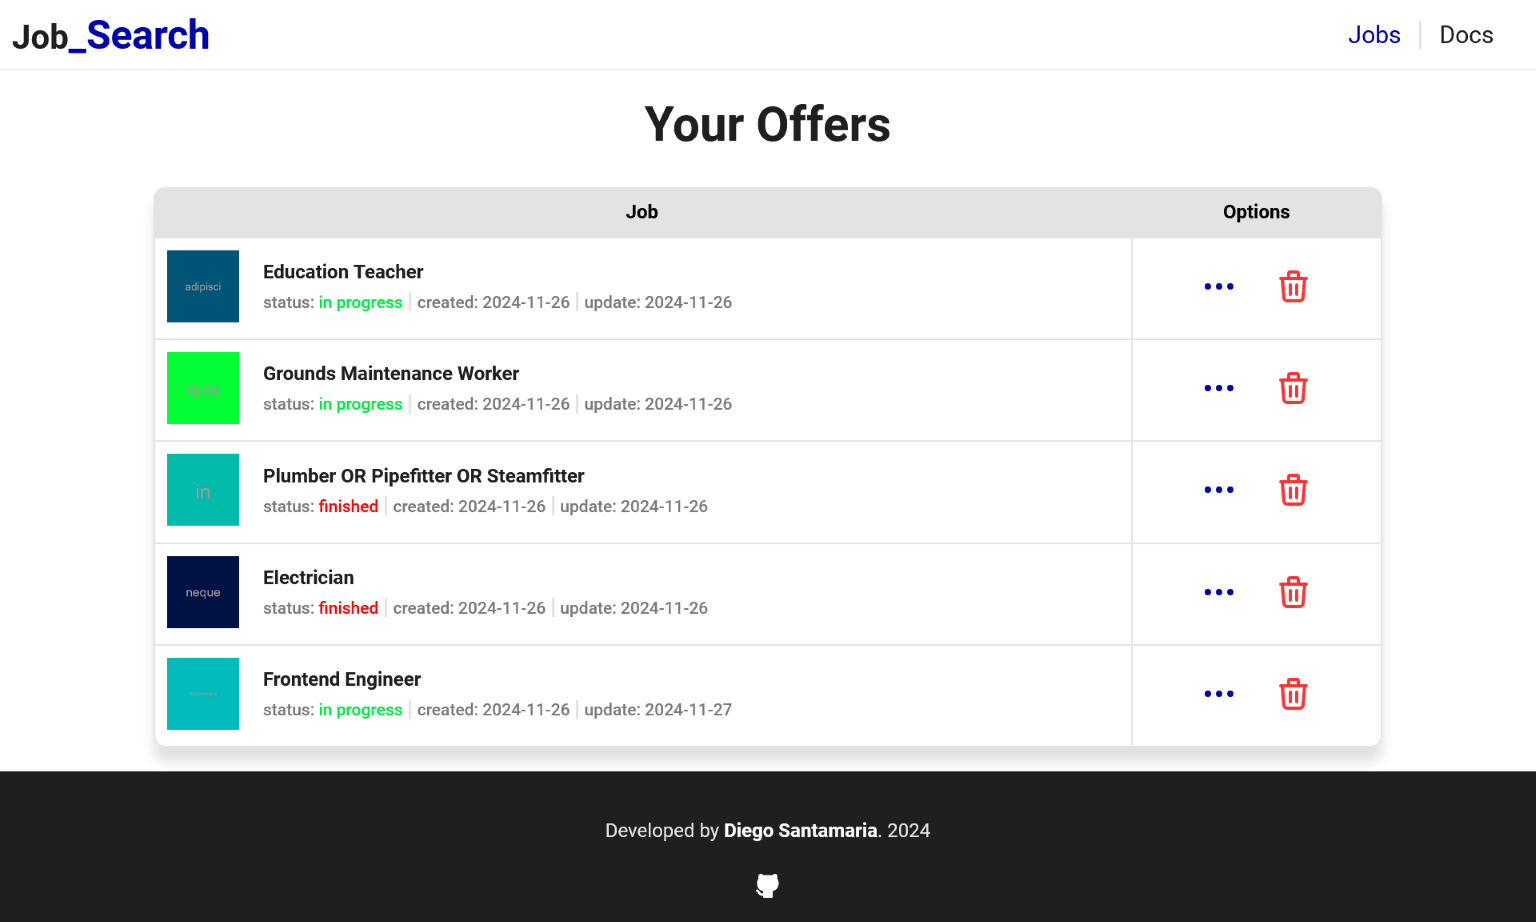 Job_Search
Jobs
Docs
Your Offers
Job
Options
adipisci
Education Teacher
status: in progress
created: 2024-11-26
update: 2024-11-26
quia
Grounds Maintenance Worker
status: in progress
created: 2024-11-26
update: 2024-11-26
in
Plumber OR Pipefitter OR Steamfitter
status: finished
created: 2024-11-26
update: 2024-11-26
neque
Electrician
status: finished
created: 2024-11-26
update: 2024-11-26
Frontend Engineer
status: in progress
created: 2024-11-26
update: 2024-11-27
Developed by Diego Santamaria. 2024